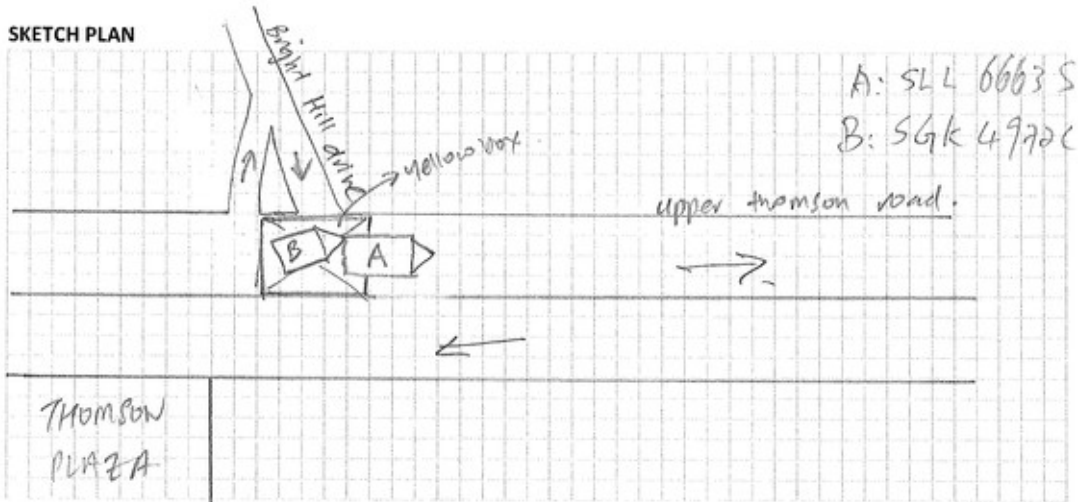 SKETCH PLAN
Bright Hill drive
yellow box.
A: SLL 6663 S
B: SGK 4972C
upper thomson road.
B
A
THOMSON
PLAZA